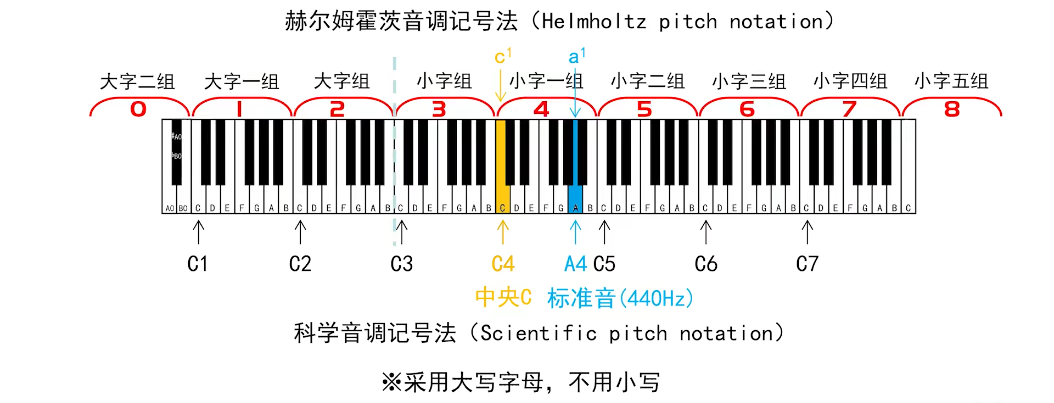 赫尔姆霍茨音调记号法（Helmholtz pitch notation）
c¹ a¹
大字二组 大字一组 大字组 小字组 小字一组 小字二组 小字三组 小字四组 小字五组
0 1 2 3 4 5 6 7 8
#A0
bB0
A0 B0 C D E F G A B C D E F G A B C D E F G A B C D E F G A B C D E F G A B C D E F G A B C D E F G A B C
C1 C2 C3 C4 A4 C5 C6 C7
中央C 标准音(440Hz)
科学音调记号法（Scientific pitch notation）
※采用大写字母，不用小写